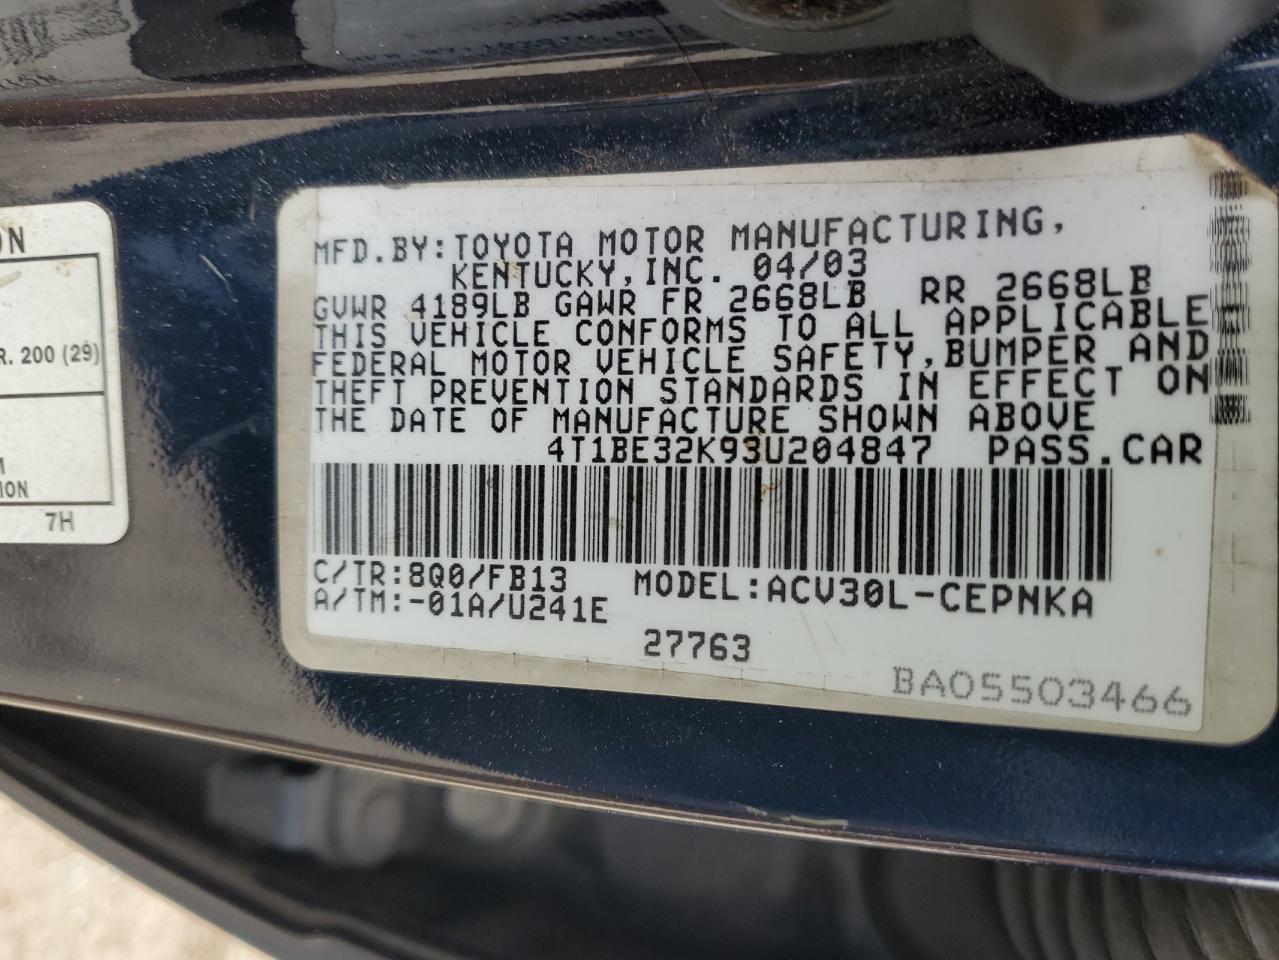 ON
R. 200 (29)
M
ION
7H
MFD.BY:TOYOTA MOTOR MANUFACTURING,
KENTUCKY,INC. 04/03
GVWR 4189LB GAWR FR 2668LB RR 2668LB
THIS VEHICLE CONFORMS TO ALL APPLICABLE
FEDERAL MOTOR VEHICLE SAFETY,BUMPER AND
THEFT PREVENTION STANDARDS IN EFFECT ON
THE DATE OF MANUFACTURE SHOWN ABOVE
4T1BE32K93U204847 PASS.CAR
C/TR:8Q0/FB13 MODEL:ACV30L-CEPNKA
A/TM:-01A/U241E
27763
BA05503466